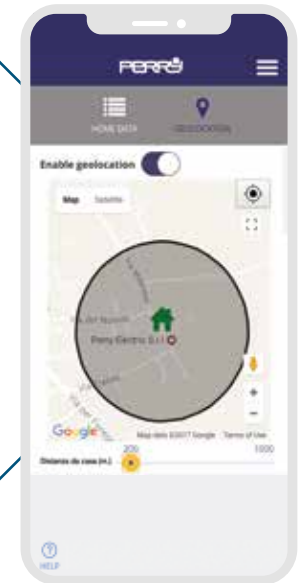 PERRY
HOME DATA
GEOLOCATION
Enable geolocation
Map Satellite
Perry Electric S.r.l
Google
Map data ©2017 Google Terms of Use
200 1000
Distanza da casa (m.)
HELP